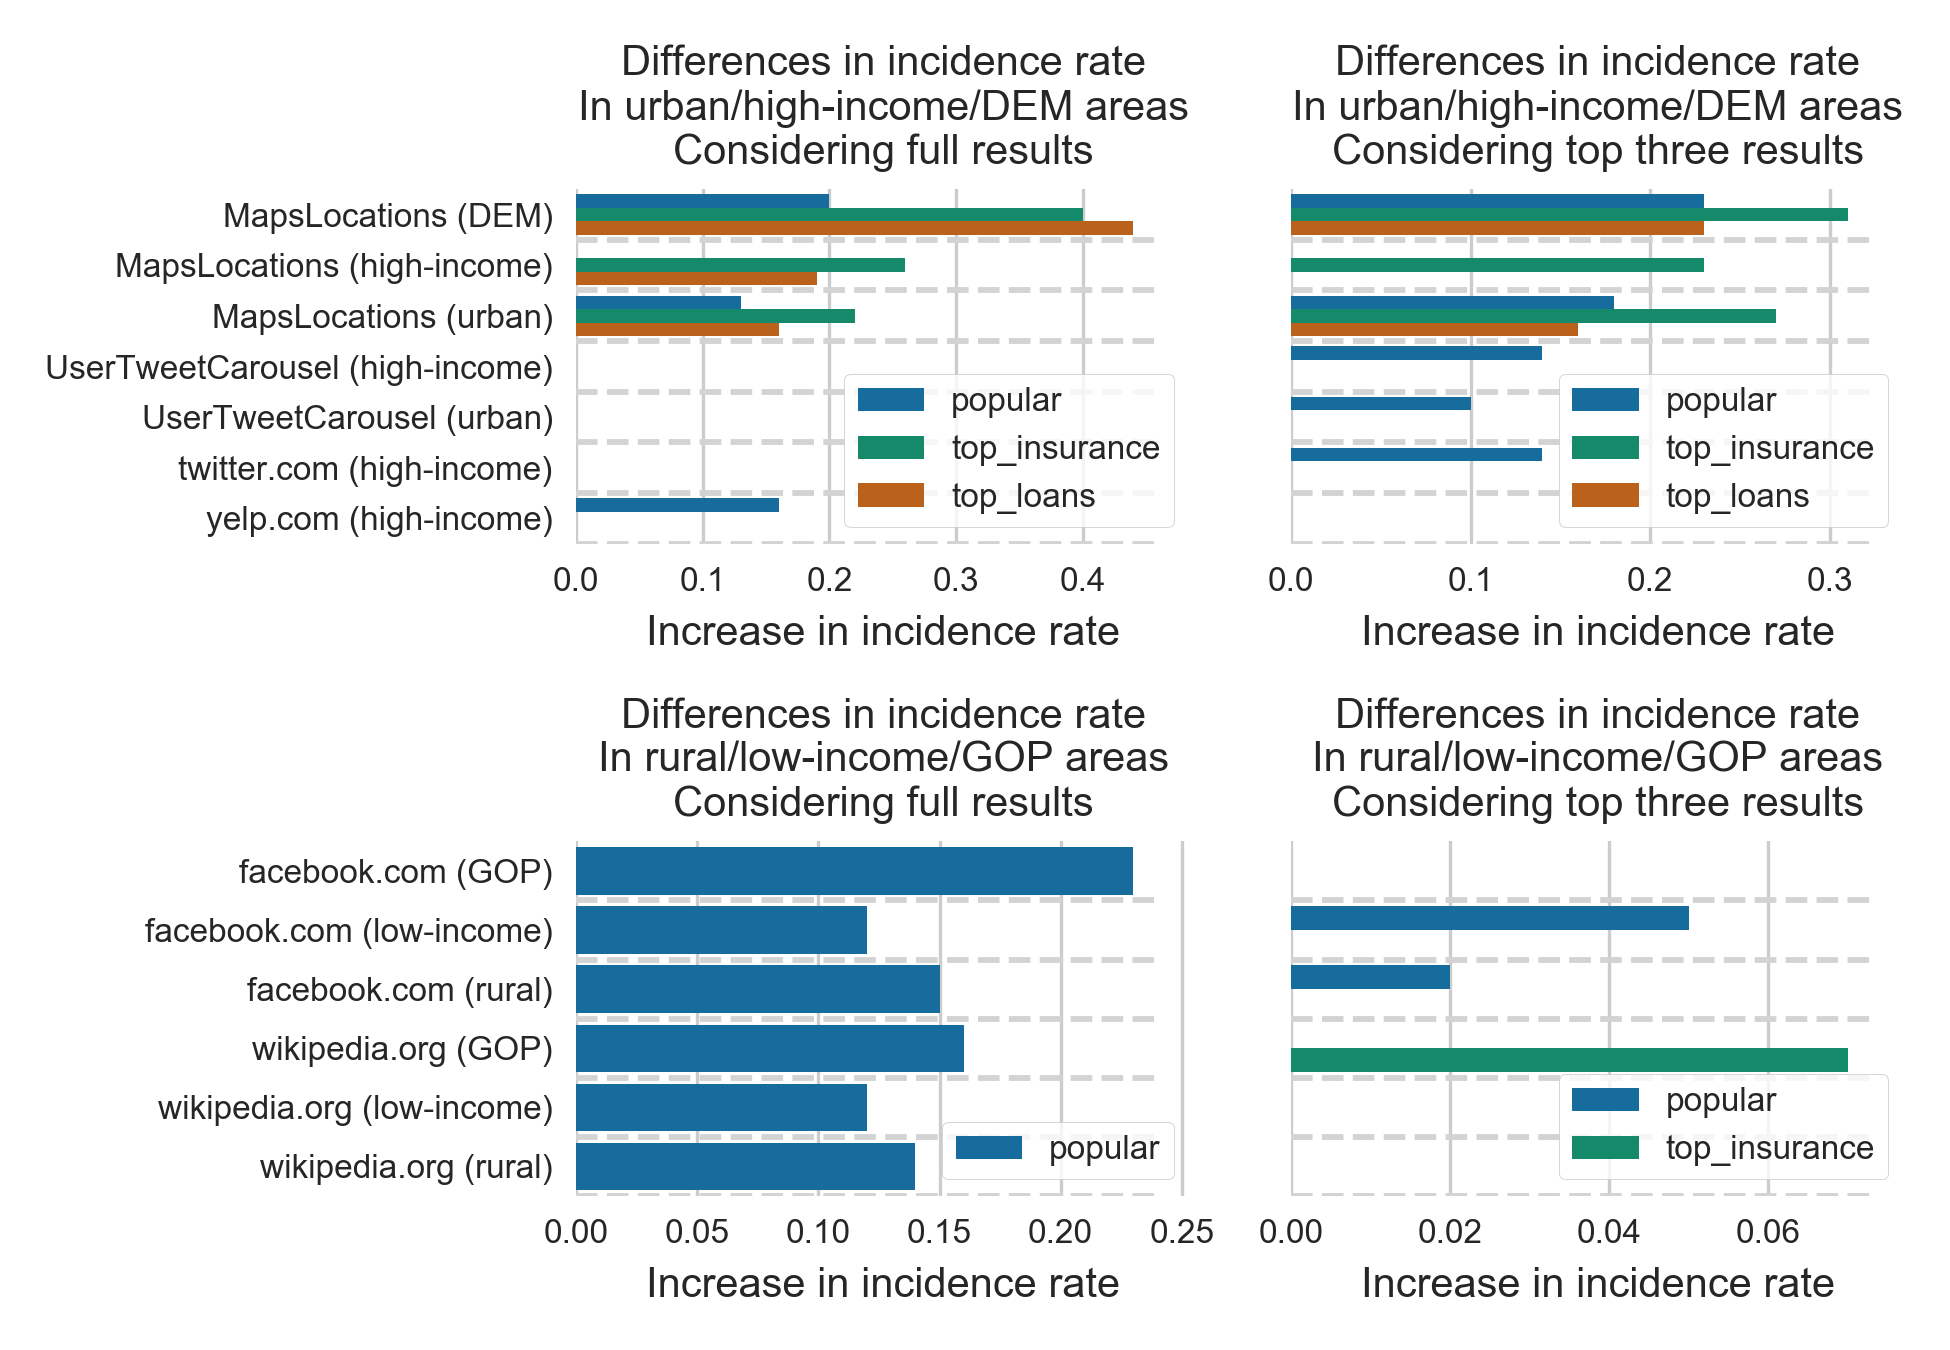 Differences in incidence rate
In urban/high-income/DEM areas
Considering full results
MapsLocations (DEM)
MapsLocations (high-income)
MapsLocations (urban)
UserTweetCarousel (high-income)
UserTweetCarousel (urban)
twitter.com (high-income)
yelp.com (high-income)
popular
top_insurance
top_loans
0.0 0.1 0.2 0.3 0.4
Increase in incidence rate
Differences in incidence rate
In urban/high-income/DEM areas
Considering top three results
popular
top_insurance
top_loans
0.0 0.1 0.2 0.3
Increase in incidence rate
Differences in incidence rate
In rural/low-income/GOP areas
Considering full results
facebook.com (GOP)
facebook.com (low-income)
facebook.com (rural)
wikipedia.org (GOP)
wikipedia.org (low-income)
wikipedia.org (rural)
popular
0.00 0.05 0.10 0.15 0.20 0.25
Increase in incidence rate
Differences in incidence rate
In rural/low-income/GOP areas
Considering top three results
popular
top_insurance
0.00 0.02 0.04 0.06
Increase in incidence rate